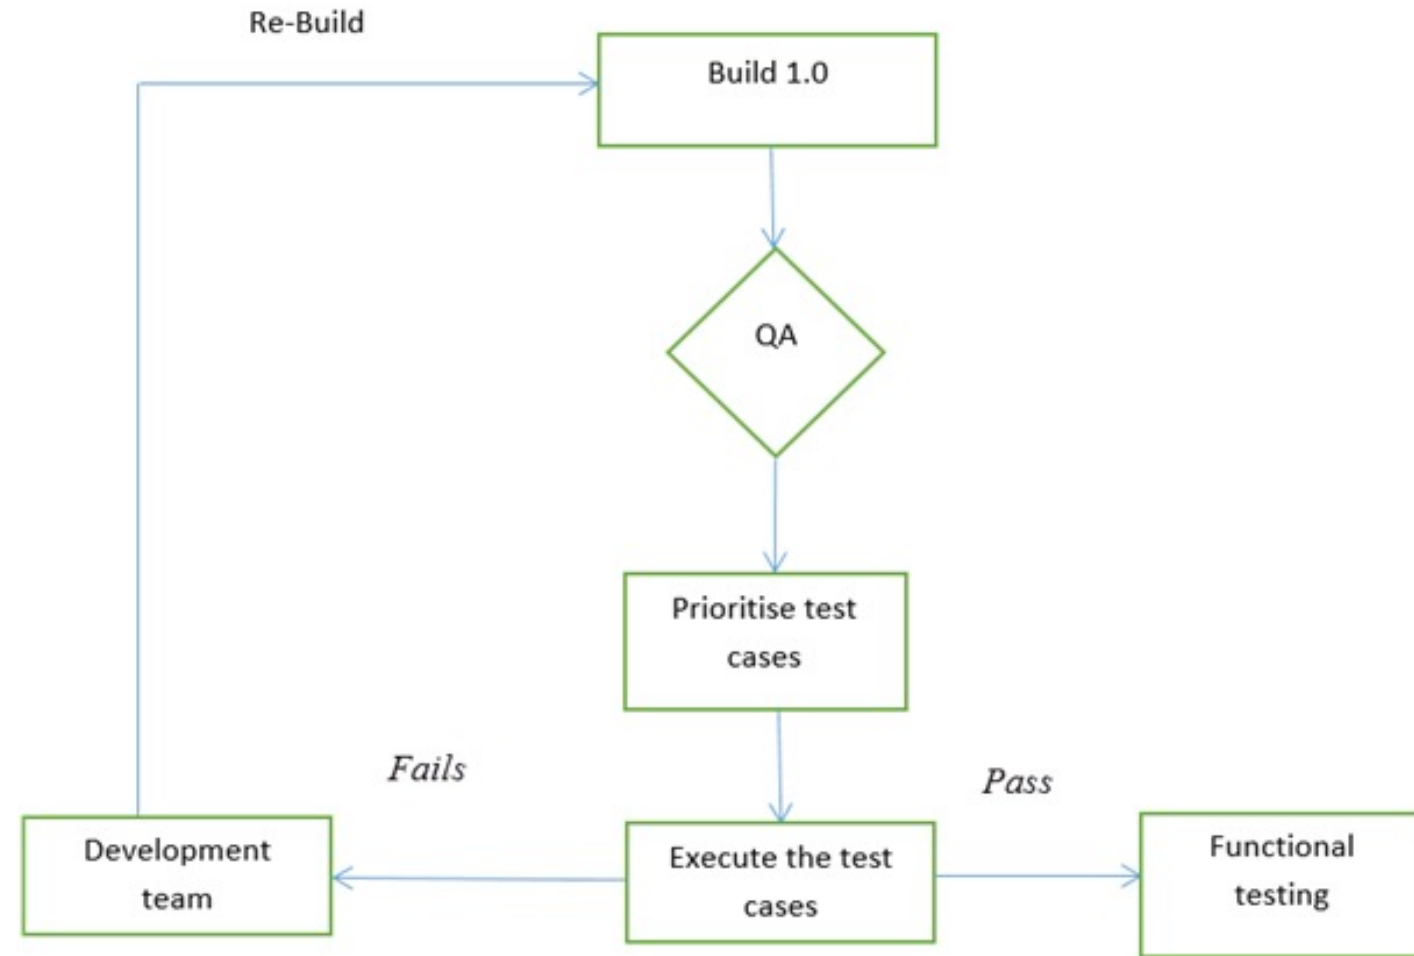 Re-Build
Build 1.0
QA
Prioritise test
cases
Fails
Pass
Development
team
Execute the test
cases
Functional
testing